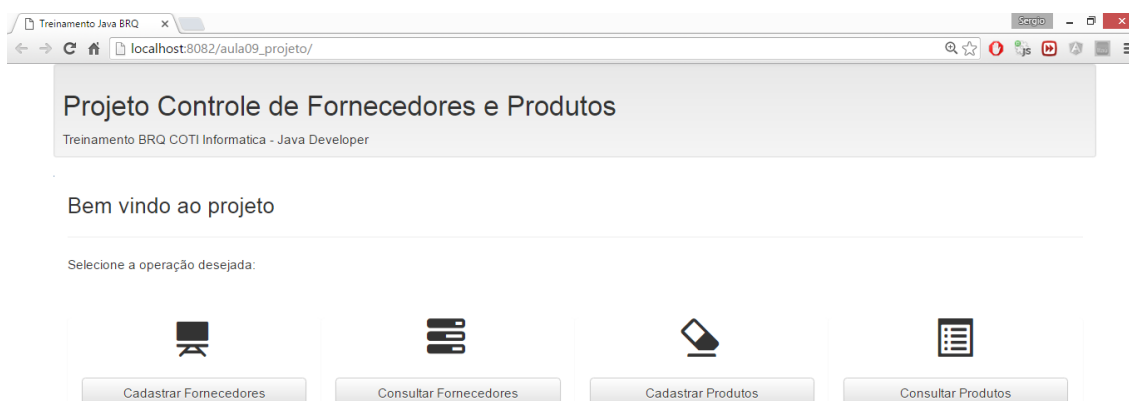 Treinamento Java BRQ
Sergio
localhost:8082/aula09_projeto/
js
Projeto Controle de Fornecedores e Produtos
Treinamento BRQ COTI Informatica - Java Developer
Bem vindo ao projeto
Selecione a operação desejada:
Cadastrar Fornecedores Consultar Fornecedores Cadastrar Produtos Consultar Produtos